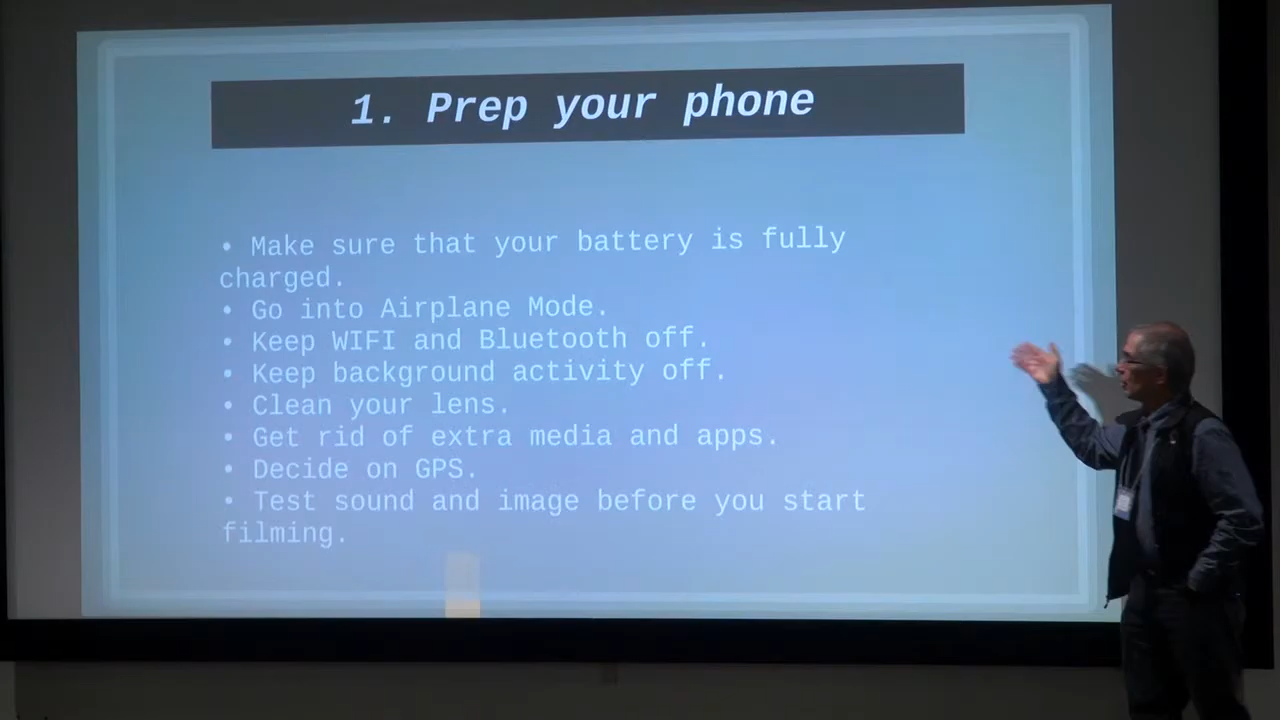 1. Prep your phone
• Make sure that your battery is fully
charged.
• Go into Airplane Mode.
• Keep WIFI and Bluetooth off.
• Keep background activity off.
• Clean your lens.
• Get rid of extra media and apps.
• Decide on GPS.
• Test sound and image before you start
filming.